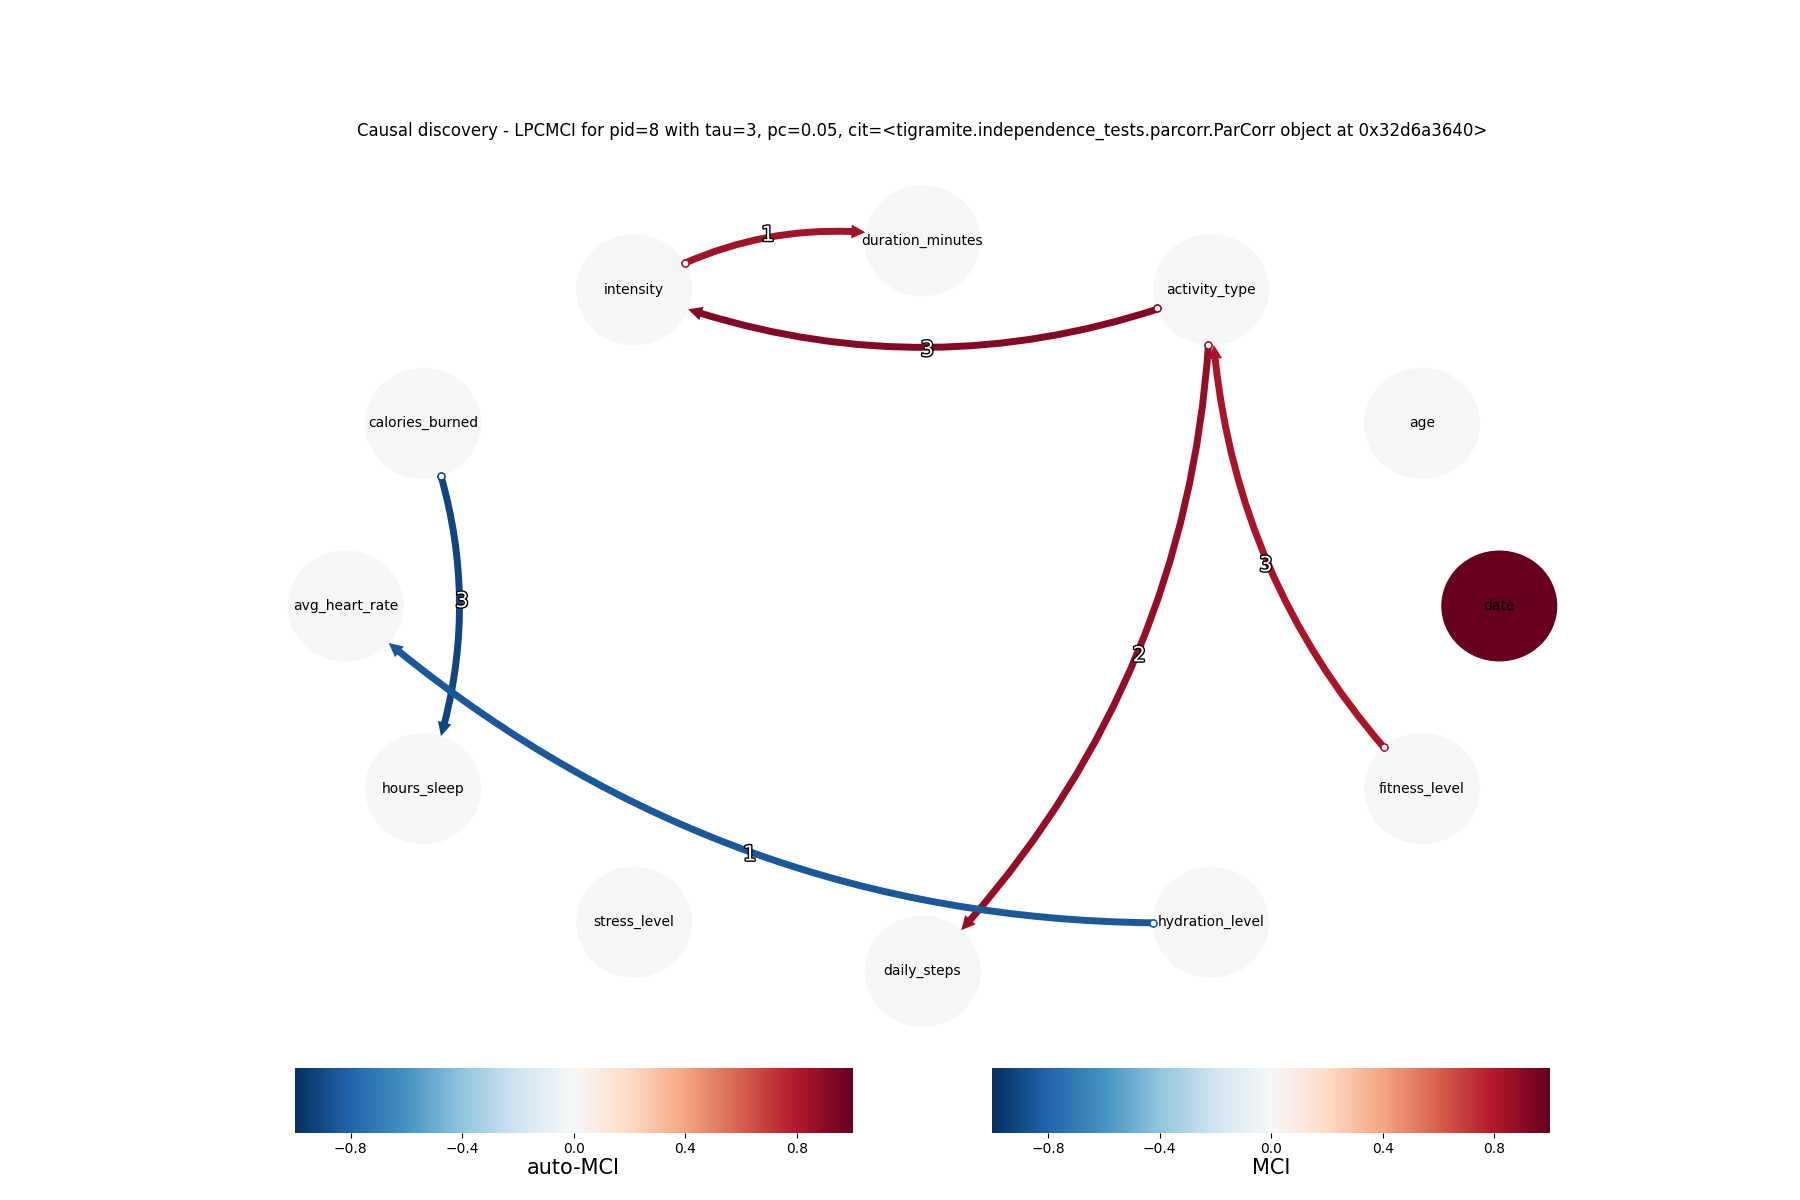 Causal discovery - LPCMCI for pid=8 with tau=3, pc=0.05, cit=<tigramite.independence_tests.parcorr.ParCorr object at 0x32d6a3640>
1
duration_minutes
intensity
activity_type
3
calories_burned
age
3
3
avg_heart_rate
date
2
hours_sleep
fitness_level
1
stress_level
hydration_level
daily_steps
−0.8 −0.4 0.0 0.4 0.8
auto-MCI
−0.8 −0.4 0.0 0.4 0.8
MCI